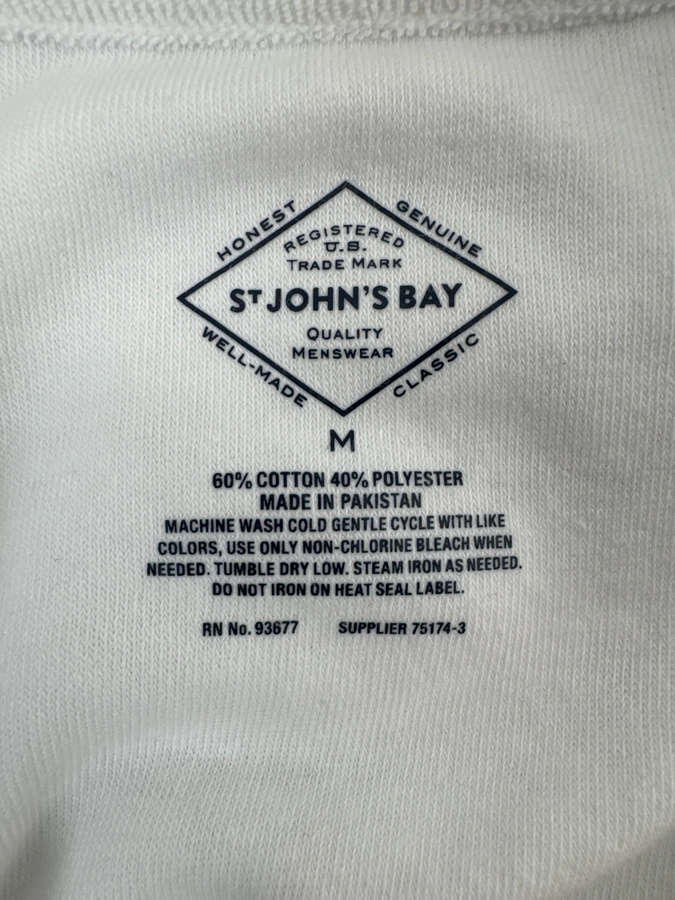 HONEST
GENUINE
REGISTERED
U.S.
TRADE MARK
ST JOHN'S BAY
QUALITY
MENSWEAR
WELL-MADE
CLASSIC
M
60% COTTON 40% POLYESTER
MADE IN PAKISTAN
MACHINE WASH COLD GENTLE CYCLE WITH LIKE
COLORS, USE ONLY NON-CHLORINE BLEACH WHEN
NEEDED. TUMBLE DRY LOW. STEAM IRON AS NEEDED.
DO NOT IRON ON HEAT SEAL LABEL.
RN No. 93677 SUPPLIER 75174-3